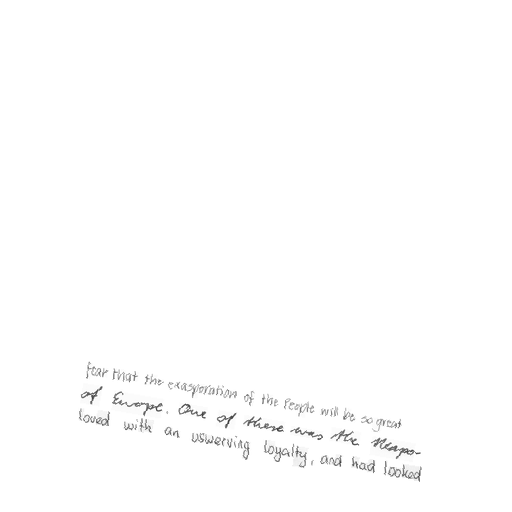 fear that the exasporation of the People will be so great
of Europe. One of these was the Neapo-
loved with an uswerving loyalty, and had looked